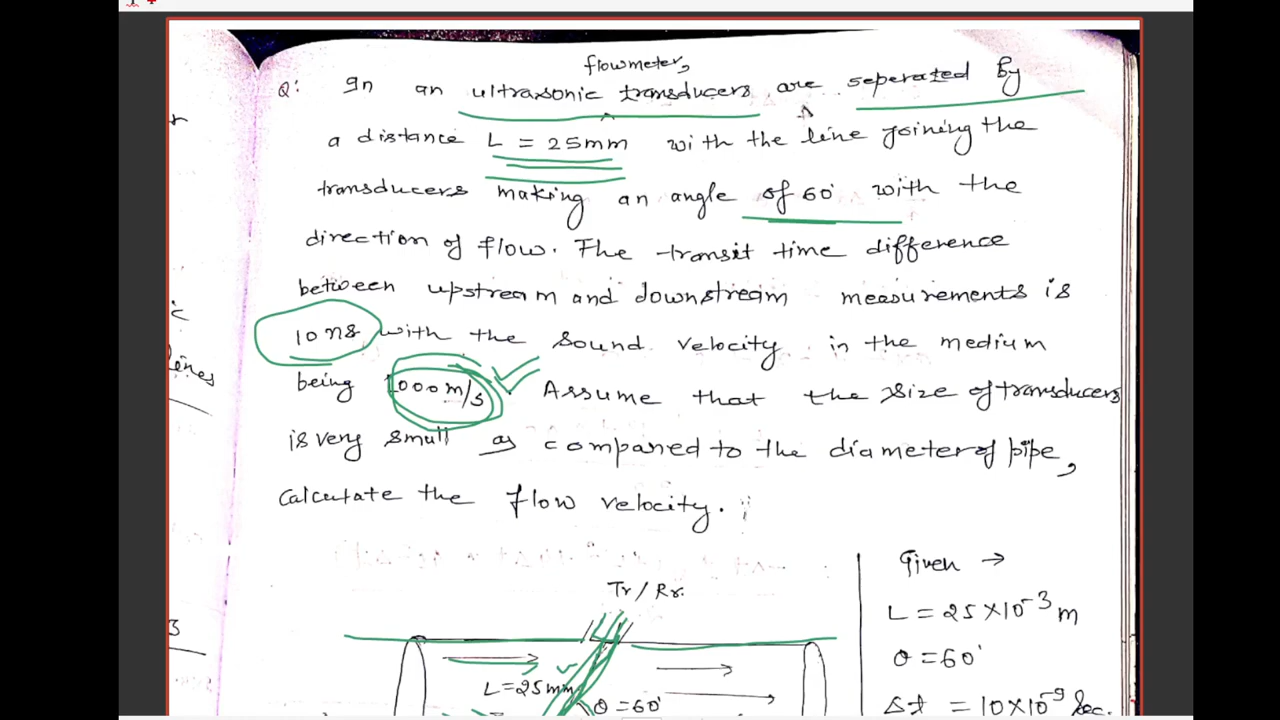 flowmeter,
Q: In an ultrasonic transducers are seperated by
a distance L = 25mm with the line joining the
transducers making an angle of 60° with the
direction of flow. The transit time difference
between upstream and downstream measurements is
10 ns with the sound velocity in the medium
being 1000 m/s Assume that the size of transducers
is very small as compared to the diameter of pipe,
calculate the flow velocity.
Tr / Rr.
L=25mm
θ = 60°
Given →
L = 25 × 10⁻³ m
θ = 60°
Δt = 10 × 10⁻⁹ Sec.
ines
3